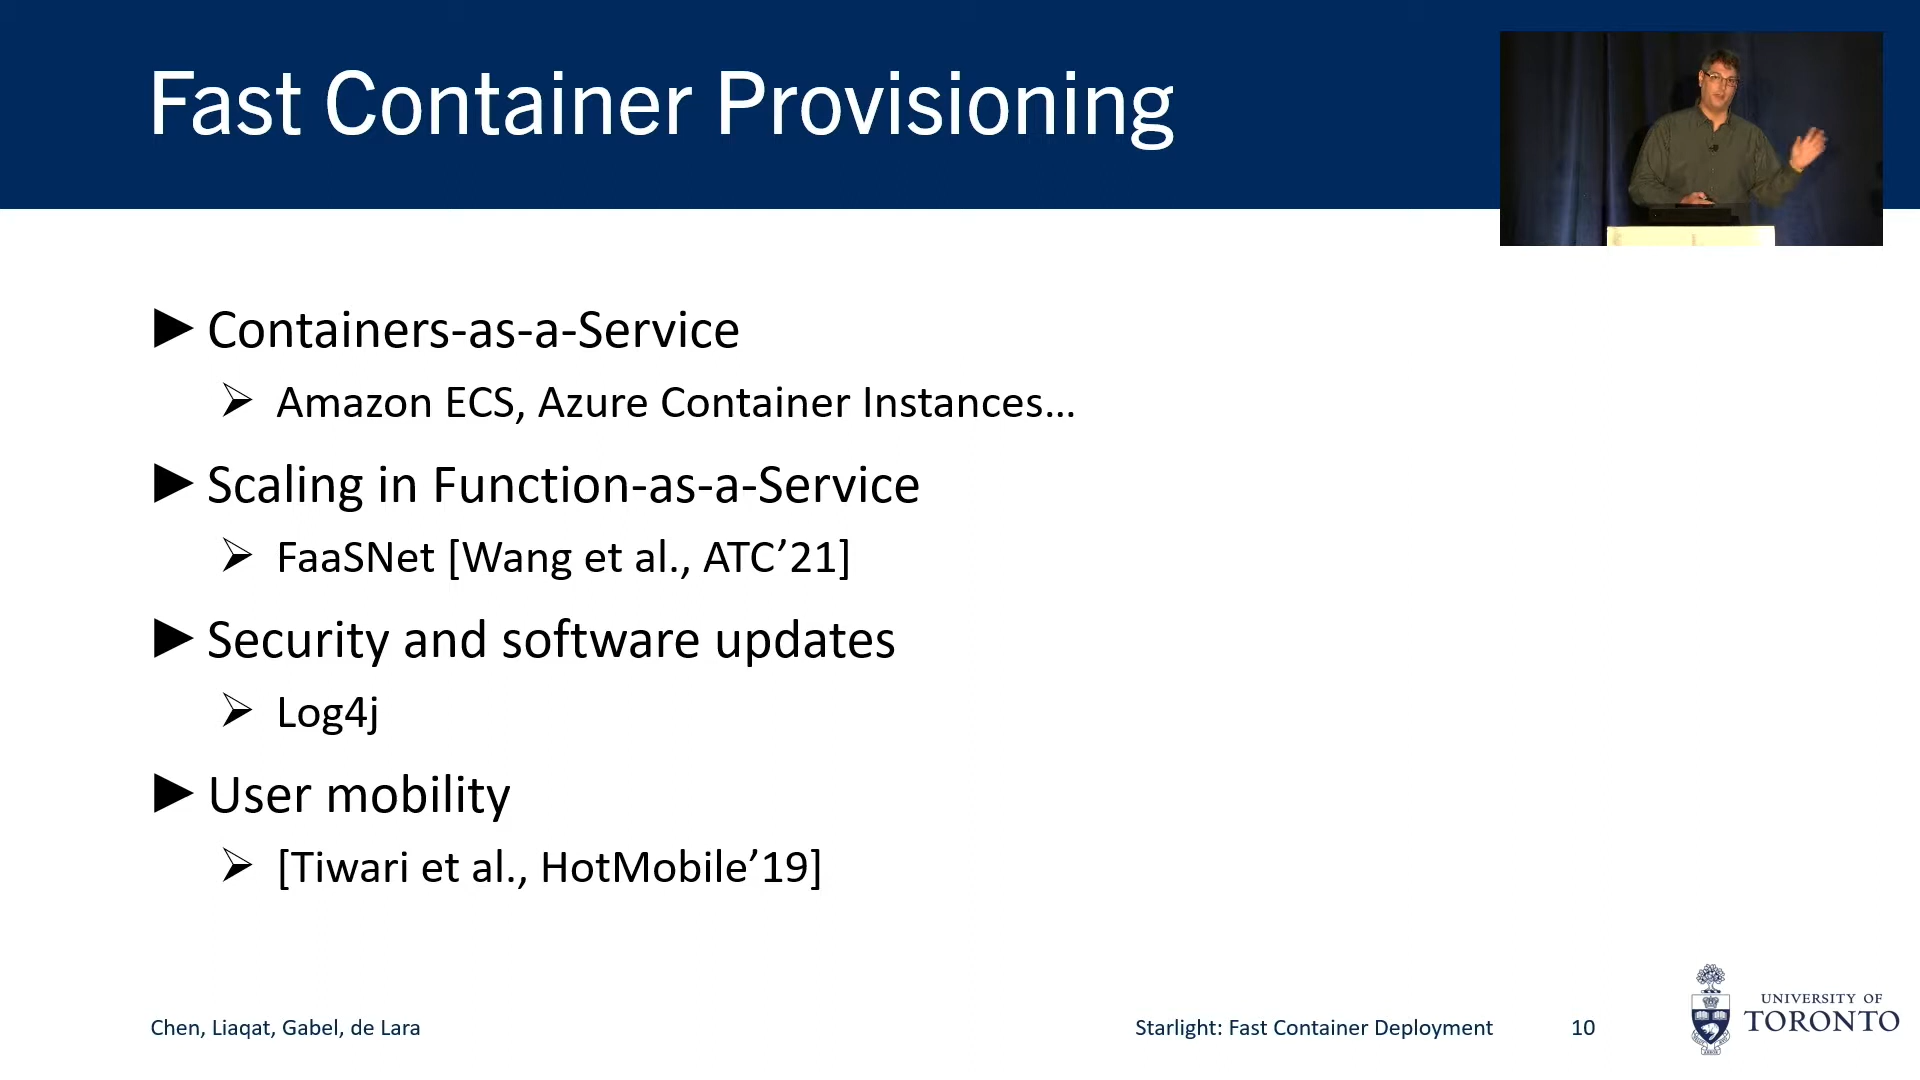 Fast Container Provisioning
Containers-as-a-Service
Amazon ECS, Azure Container Instances…
Scaling in Function-as-a-Service
FaaSNet [Wang et al., ATC’21]
Security and software updates
Log4j
User mobility
[Tiwari et al., HotMobile’19]
Chen, Liaqat, Gabel, de Lara
Starlight: Fast Container Deployment
10
UNIVERSITY OF
TORONTO